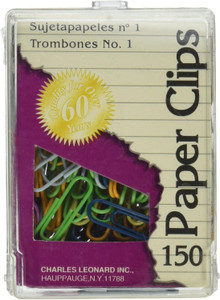 Sujetapapeles nº 1
Trombones No. 1
60
Paper Clips
150
CHARLES LEONARD INC.,
HAUPPAUGE, N.Y. 11788